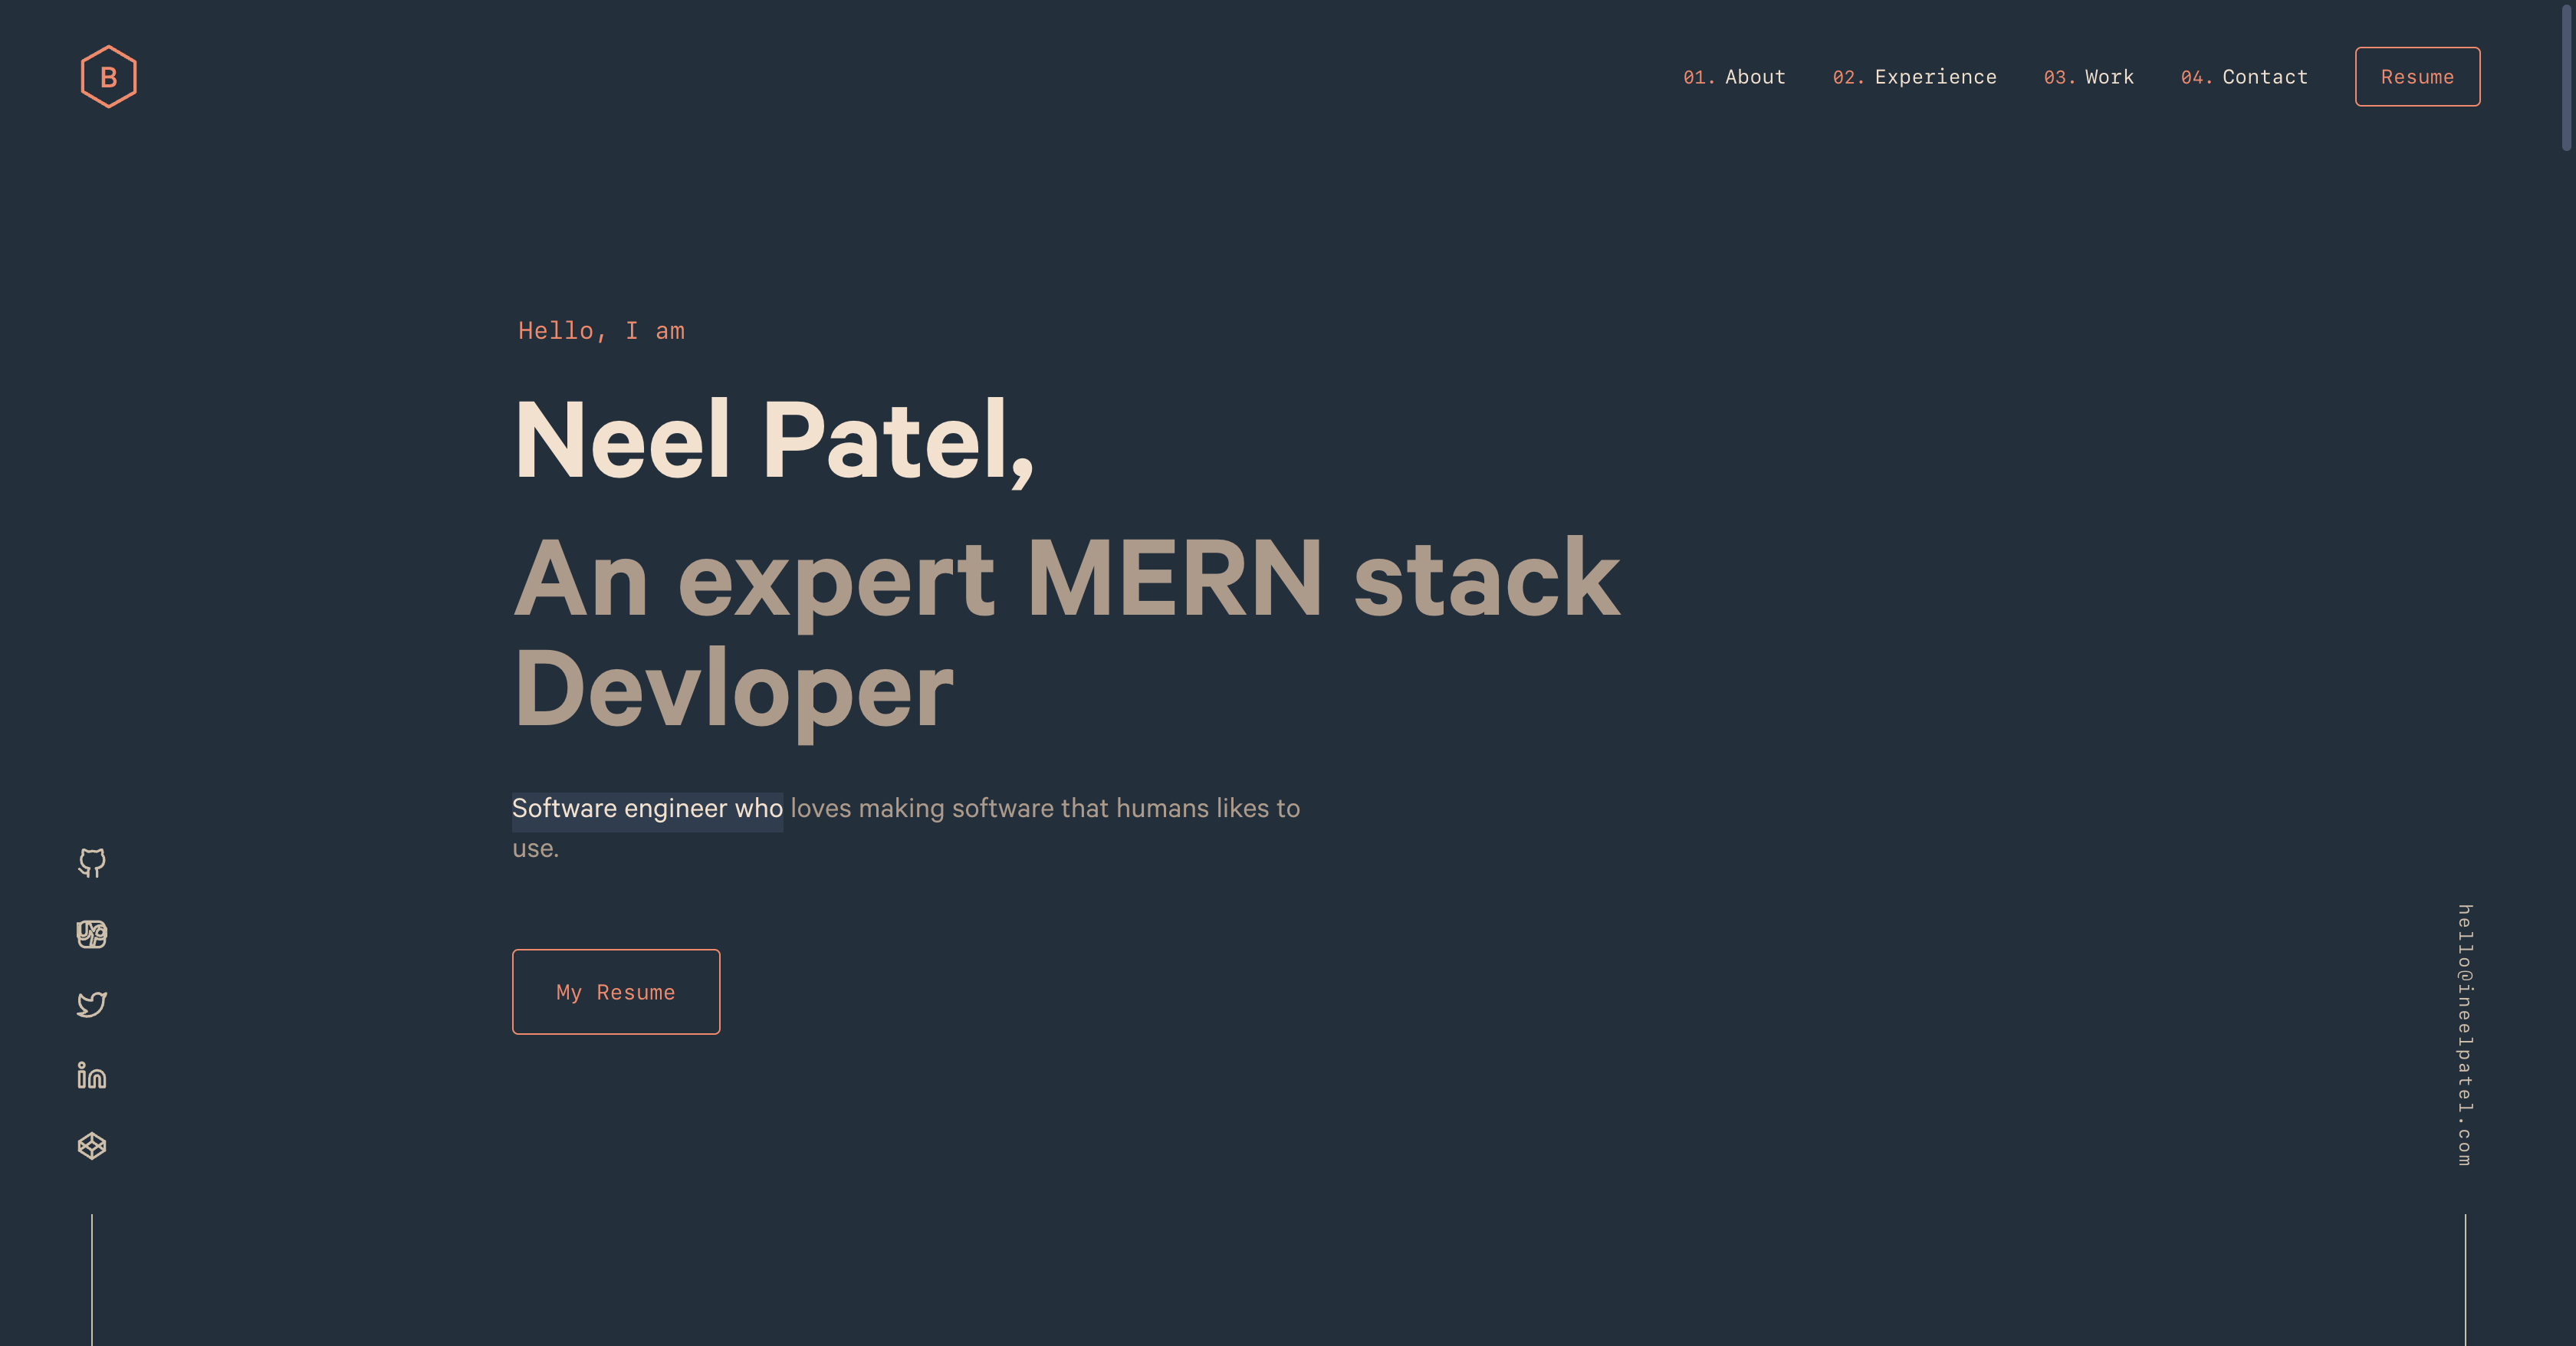 B
01. About 02. Experience 03. Work 04. Contact Resume
Hello, I am
Neel Patel,
An expert MERN stack
Devloper
Software engineer who loves making software that humans likes to
use.
My Resume
hello@ineelpatel.com